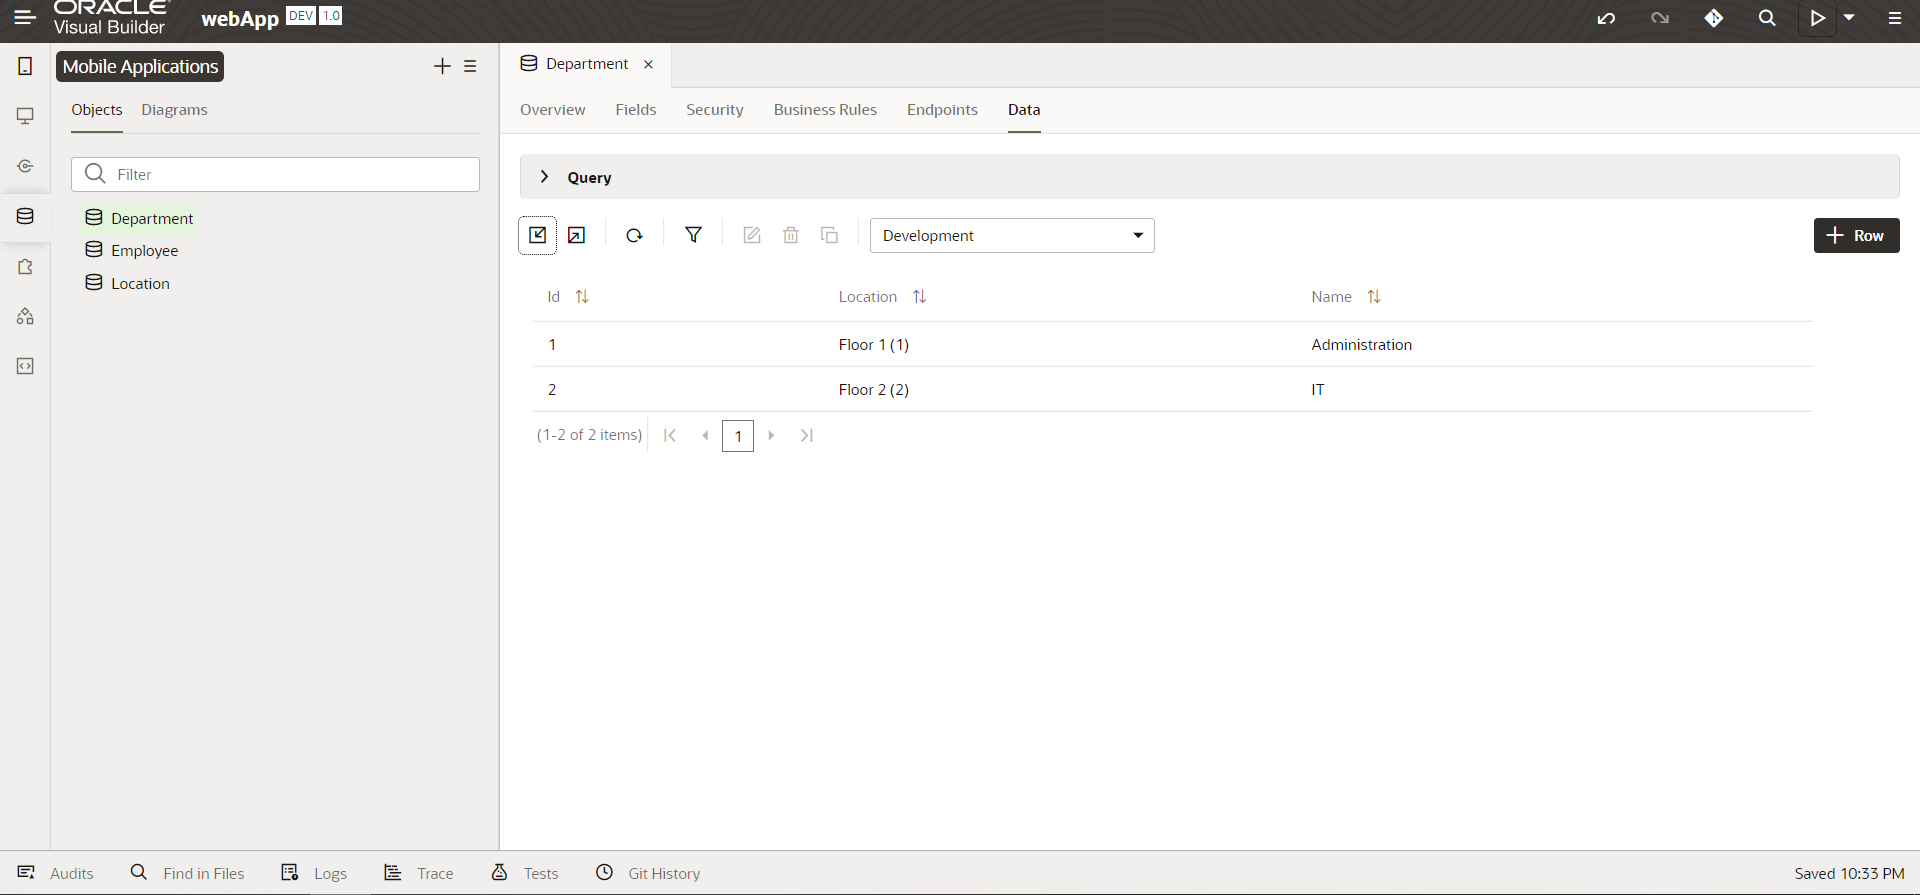 ORACLE
Visual Builder
webApp DEV 1.0
Mobile Applications
Objects Diagrams
Filter
Department
Employee
Location
Department
Overview Fields Security Business Rules Endpoints Data
Query
Development
Row
Id Location Name
1 Floor 1 (1) Administration
2 Floor 2 (2) IT
(1-2 of 2 items) 1
Audits Find in Files Logs Trace Tests Git History Saved 10:33 PM